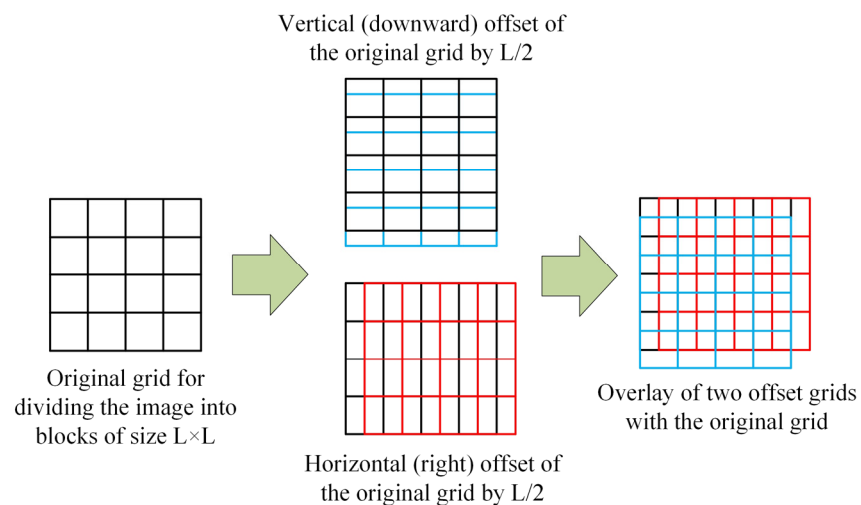 Vertical (downward) offset of
the original grid by L/2
Original grid for
dividing the image into
blocks of size L×L
Horizontal (right) offset of
the original grid by L/2
Overlay of two offset grids
with the original grid